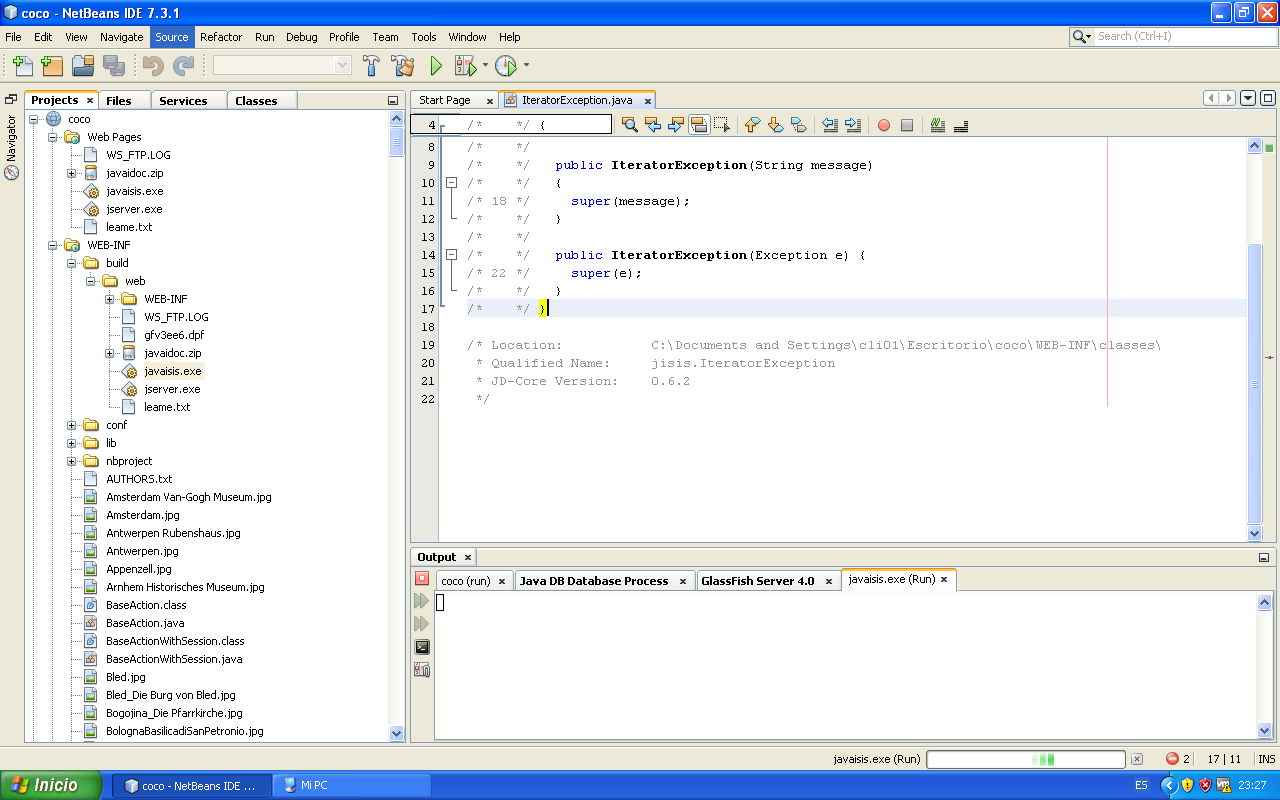 coco - NetBeans IDE 7.3.1
File Edit View Navigate Source Refactor Run Debug Profile Team Tools Window Help
Search (Ctrl+I)
Navigator
Projects Files Services Classes
coco
Web Pages
WS_FTP.LOG
javaidoc.zip
javaisis.exe
jserver.exe
leame.txt
WEB-INF
build
web
WEB-INF
WS_FTP.LOG
gfv3ee6.dpf
javaidoc.zip
javaisis.exe
jserver.exe
leame.txt
conf
lib
nbproject
AUTHORS.txt
Amsterdam Van-Gogh Museum.jpg
Amsterdam.jpg
Antwerpen Rubenshaus.jpg
Antwerpen.jpg
Appenzell.jpg
Arnhem Historisches Museum.jpg
BaseAction.class
BaseAction.java
BaseActionWithSession.class
BaseActionWithSession.java
Bled.jpg
Bled_Die Burg von Bled.jpg
Bogojina_Die Pfarrkirche.jpg
BolognaBasilicadiSanPetronio.jpg
Start Page IteratorException.java
4 /* */ {
8 /* */
9 /* */ public IteratorException(String message)
10 /* */ {
11 /* 18 */ super(message);
12 /* */ }
13 /* */
14 /* */ public IteratorException(Exception e) {
15 /* 22 */ super(e);
16 /* */ }
17 /* */ }
18
19 /* Location: C:\Documents and Settings\cli01\Escritorio\coco\WEB-INF\classes\
20 * Qualified Name: jisis.IteratorException
21 * JD-Core Version: 0.6.2
22 */
Output
coco (run) Java DB Database Process GlassFish Server 4.0 javaisis.exe (Run)
javaisis.exe (Run) 2 17 | 11 INS
Inicio coco - NetBeans IDE ... Mi PC ES 23:27